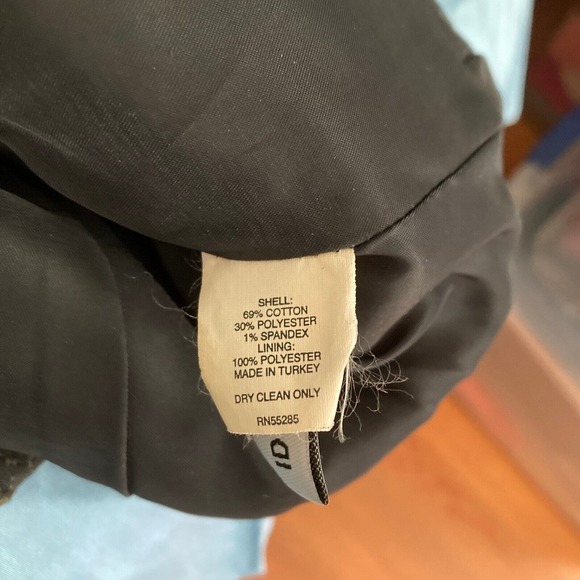 SHELL:
69% COTTON
30% POLYESTER
1% SPANDEX
LINING:
100% POLYESTER
MADE IN TURKEY
DRY CLEAN ONLY
RN55285